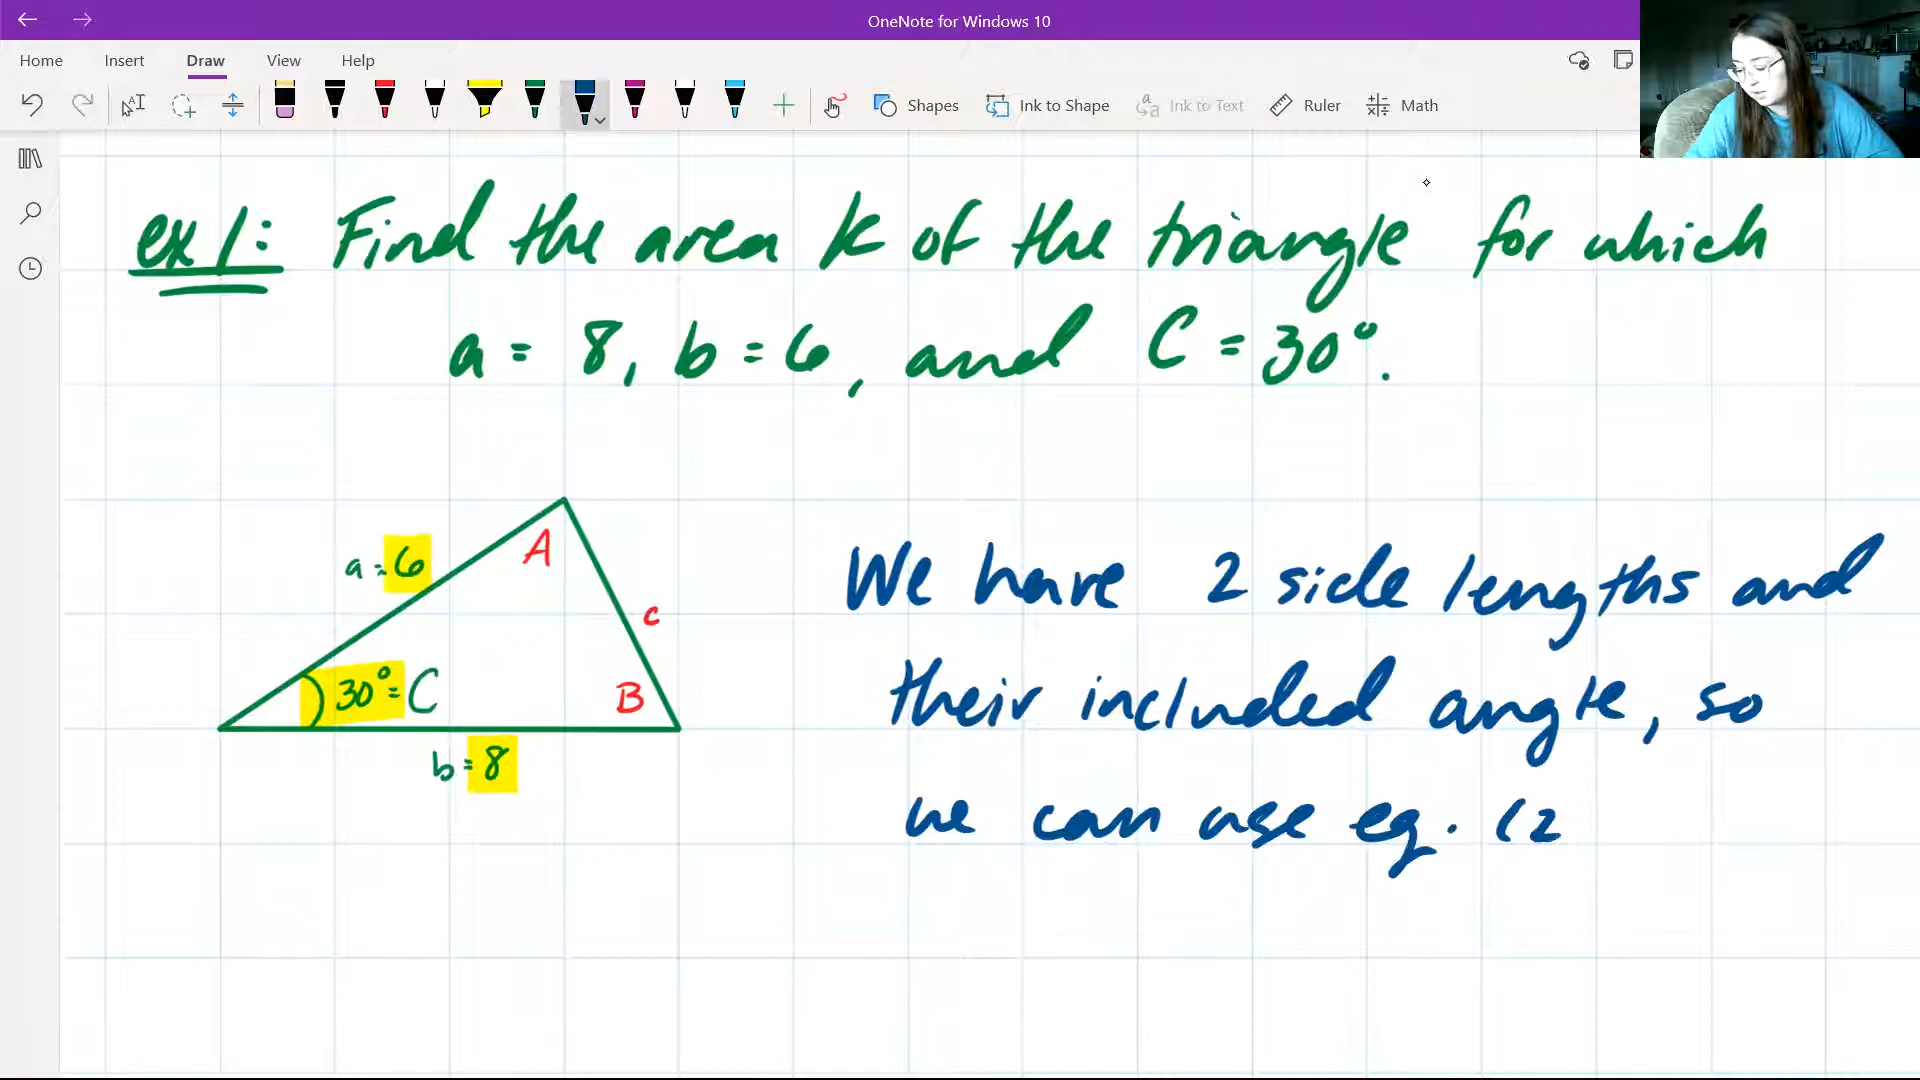 OneNote for Windows 10
Home Insert Draw View Help
Shapes Ink to Shape Ink to Text Ruler Math
ex 1: Find the area K of the triangle for which
a = 8, b = 6, and C = 30°.
a = 6
A
c
30° = C
B
b = 8
We have 2 side lengths and
their included angle, so
we can use eq. (2